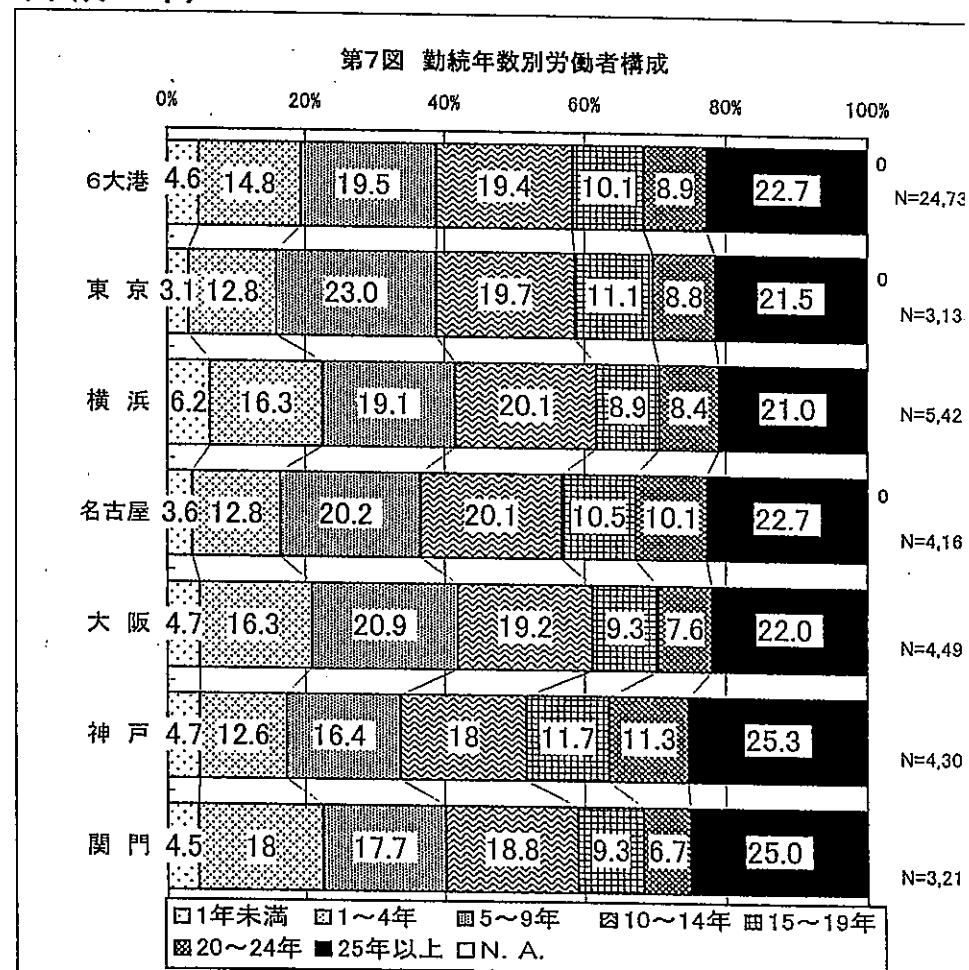 第7図 勤続年数別労働者構成
0% 20% 40% 60% 80% 100%
6大港 4.6 14.8 19.5 19.4 10.1 8.9 22.7 0 N=24,73
東 京 3.1 12.8 23.0 19.7 11.1 8.8 21.5 0 N=3,13
横 浜 6.2 16.3 19.1 20.1 8.9 8.4 21.0 N=5,42
名古屋 3.6 12.8 20.2 20.1 10.5 10.1 22.7 0 N=4,16
大 阪 4.7 16.3 20.9 19.2 9.3 7.6 22.0 N=4,49
神 戸 4.7 12.6 16.4 18 11.7 11.3 25.3 N=4,30
関 門 4.5 18 17.7 18.8 9.3 6.7 25.0 N=3,21
1年未満 1～4年 5～9年 10～14年 15～19年
20～24年 25年以上 N. A.